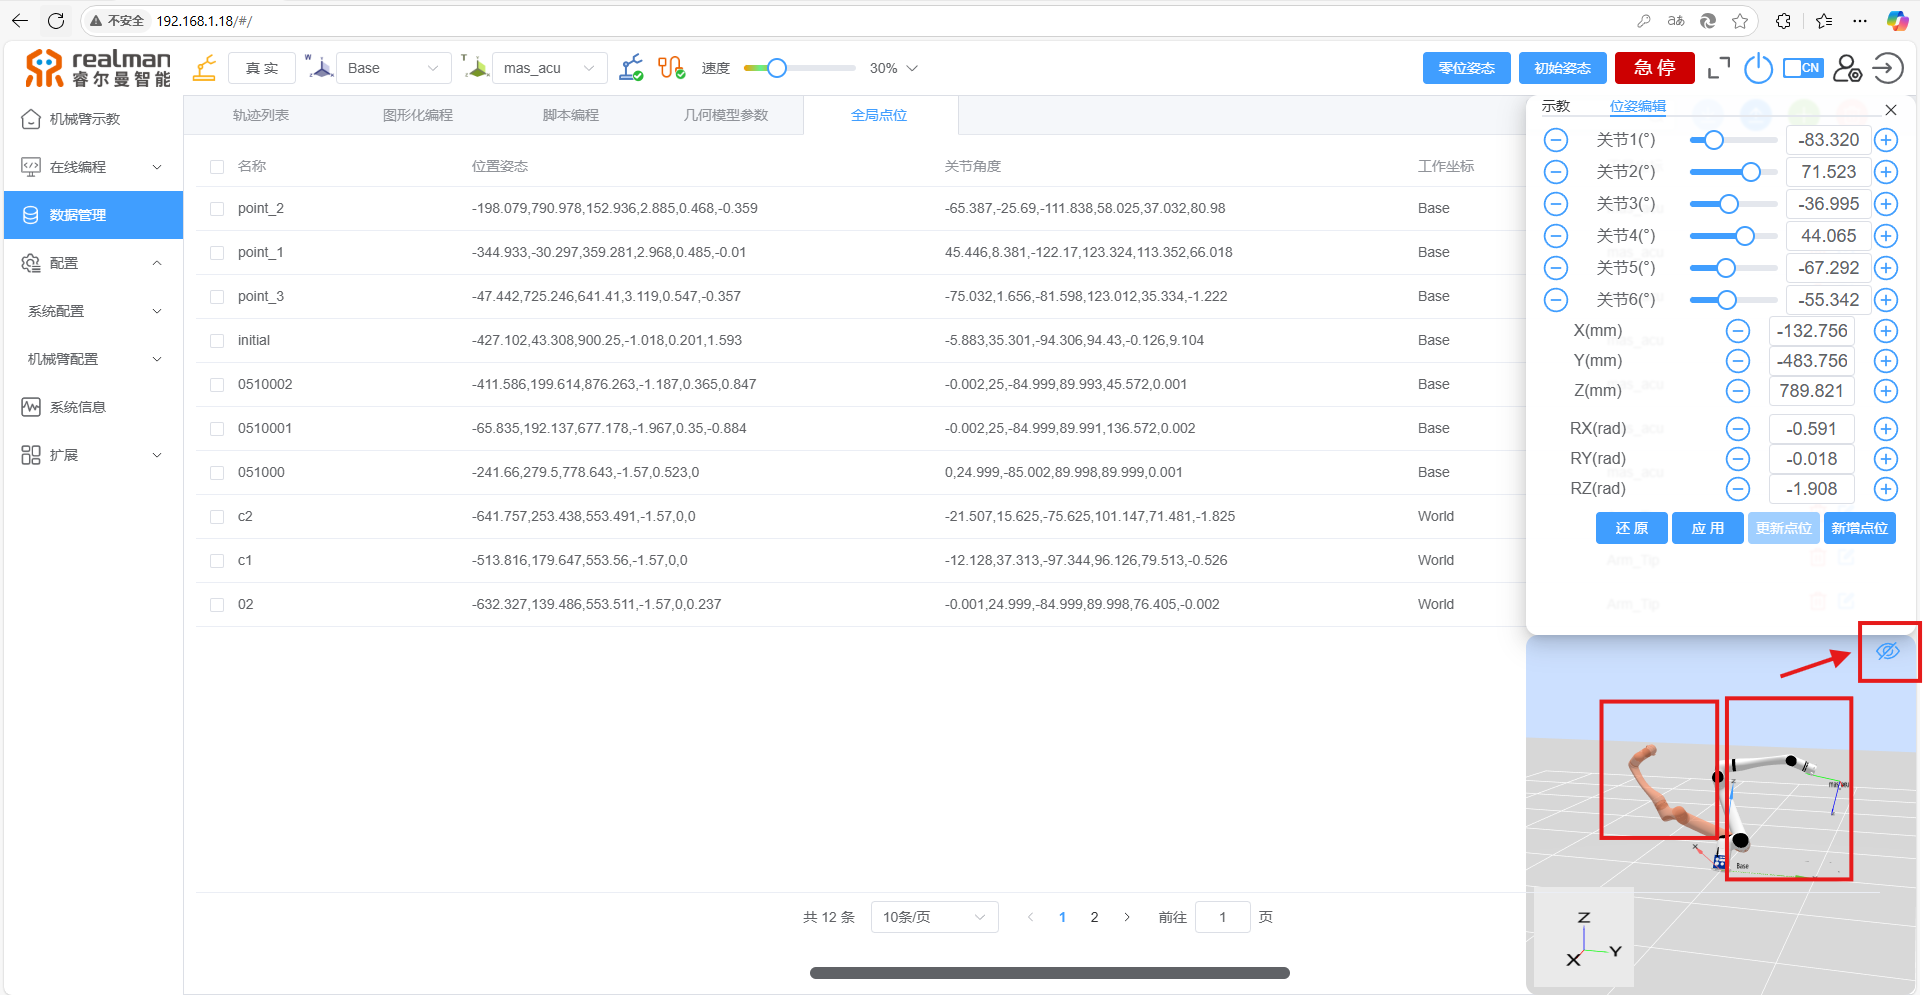 不安全 192.168.1.18/#/
aあ
CN
realman
睿尔曼智能
真 实
W
Base
T
mas_acu
速度
30%
零位姿态
初始姿态
急 停
CN
机械臂示教
在线编程
数据管理
配置
系统配置
机械臂配置
系统信息
扩展
轨迹列表
图形化编程
脚本编程
几何模型参数
全局点位
名称 位置姿态 关节角度 工作坐标
point_2 -198.079,790.978,152.936,2.885,0.468,-0.359 -65.387,-25.69,-111.838,58.025,37.032,80.98 Base
point_1 -344.933,-30.297,359.281,2.968,0.485,-0.01 45.446,8.381,-122.17,123.324,113.352,66.018 Base
point_3 -47.442,725.246,641.41,3.119,0.547,-0.357 -75.032,1.656,-81.598,123.012,35.334,-1.222 Base
initial -427.102,43.308,900.25,-1.018,0.201,1.593 -5.883,35.301,-94.306,94.43,-0.126,9.104 Base
0510002 -411.586,199.614,876.263,-1.187,0.365,0.847 -0.002,25,-84.999,89.993,45.572,0.001 Base
0510001 -65.835,192.137,677.178,-1.967,0.35,-0.884 -0.002,25,-84.999,89.991,136.572,0.002 Base
051000 -241.66,279.5,778.643,-1.57,0.523,0 0,24.999,-85.002,89.998,89.999,0.001 Base
c2 -641.757,253.438,553.491,-1.57,0,0 -21.507,15.625,-75.625,101.147,71.481,-1.825 World
c1 -513.816,179.647,553.56,-1.57,0,0 -12.128,37.313,-97.344,96.126,79.513,-0.526 World
02 -632.327,139.486,553.511,-1.57,0,0.237 -0.001,24.999,-84.999,89.998,76.405,-0.002 World
共 12 条
10条/页
1
2
前往 1 页
示教
位姿编辑
关节1(°) -83.320
关节2(°) 71.523
关节3(°) -36.995
关节4(°) 44.065
关节5(°) -67.292
关节6(°) -55.342
X(mm) -132.756
Y(mm) -483.756
Z(mm) 789.821
RX(rad) -0.591
RY(rad) -0.018
RZ(rad) -1.908
还 原
应 用
更新点位
新增点位
Arm_Tip
Arm_Tip
Z
mas_acu
X
Base
Z
Y
X